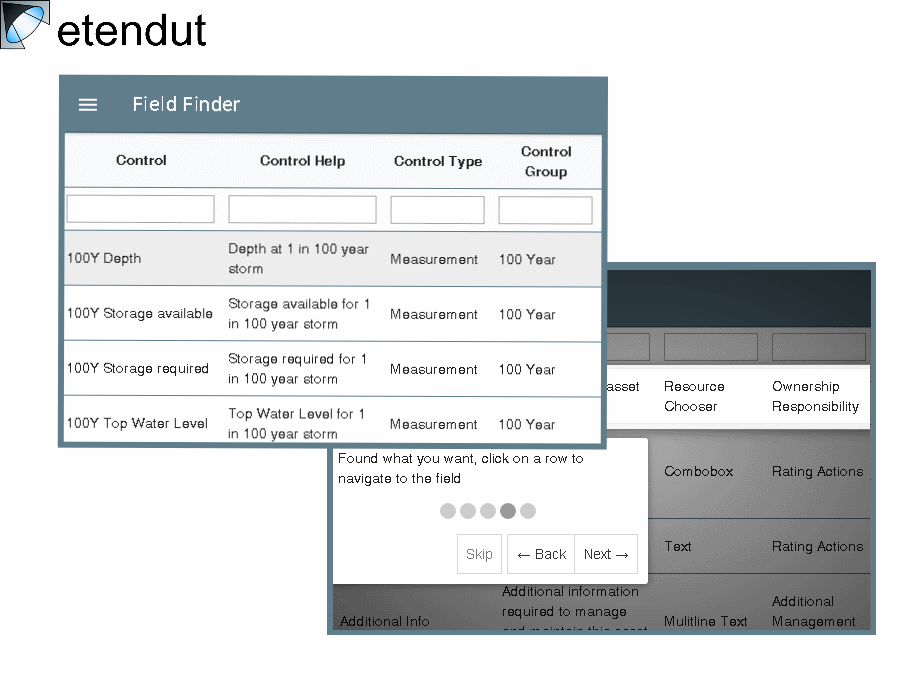 etendut
Field Finder
Control Control Help Control Type Control Group
100Y Depth Depth at 1 in 100 year storm Measurement 100 Year
100Y Storage available Storage available for 1 in 100 year storm Measurement 100 Year
100Y Storage required Storage required for 1 in 100 year storm Measurement 100 Year
100Y Top Water Level Top Water Level for 1 in 100 year storm Measurement 100 Year
asset Resource Chooser Ownership Responsibility
Found what you want, click on a row to
navigate to the field
Skip ← Back Next →
Combobox Rating Actions
Text Rating Actions
Additional Info Additional information required to manage and maintain this asset Mulitline Text Additional Management